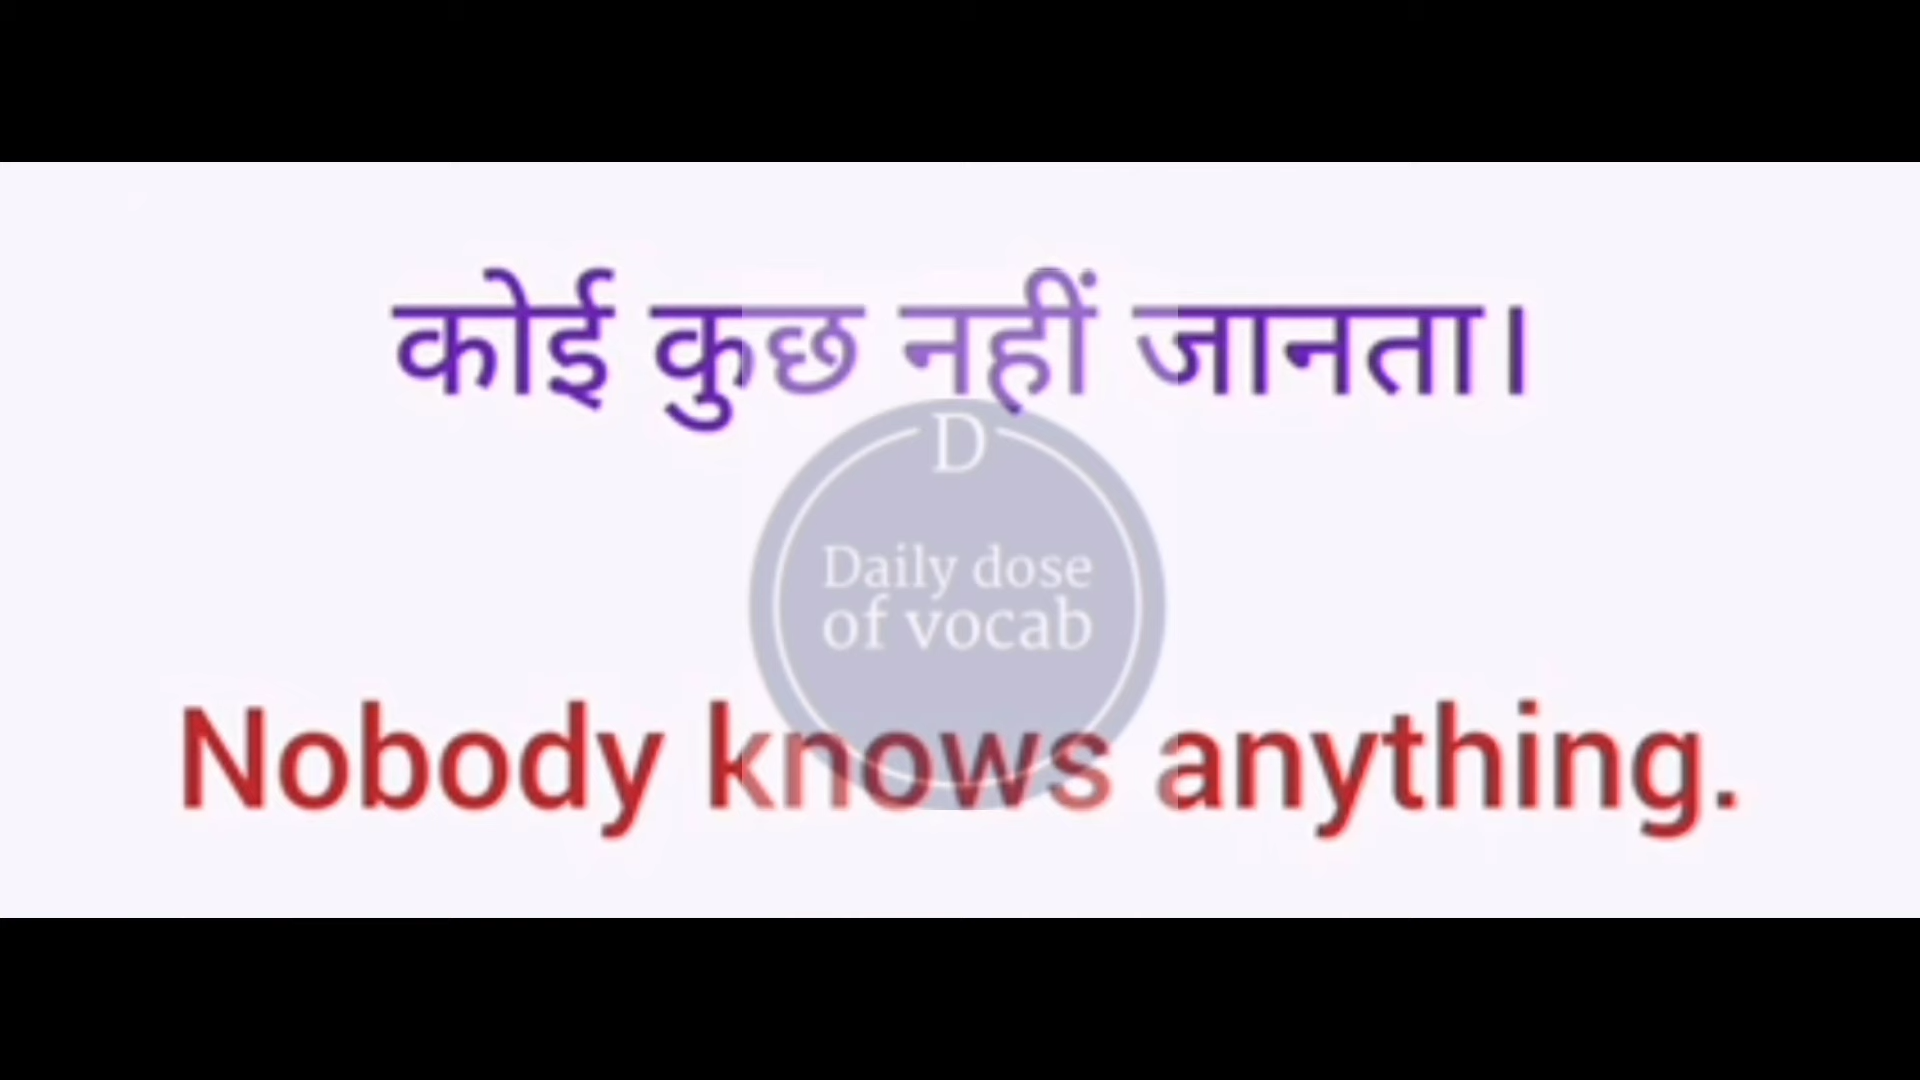 कोई कुछ नहीं जानता।
D
Daily dose
of vocab
Nobody knows anything.